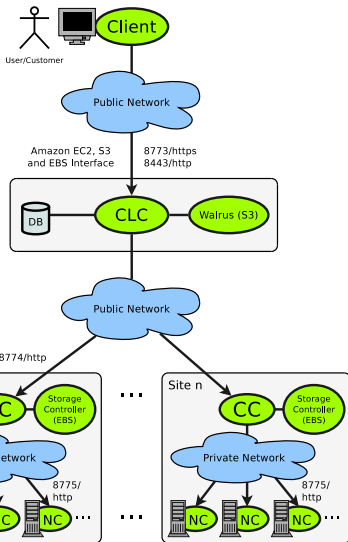 Client
User/Customer
Public Network
Amazon EC2, S3
and EBS Interface
8773/https
8443/http
DB
CLC
Walrus (S3)
Public Network
8774/http
...
Site n
C
Storage
Controller
(EBS)
CC
Storage
Controller
(EBS)
etwork
Private Network
8775/
http
8775/
http
C
NC
...
...
NC
NC
NC
...